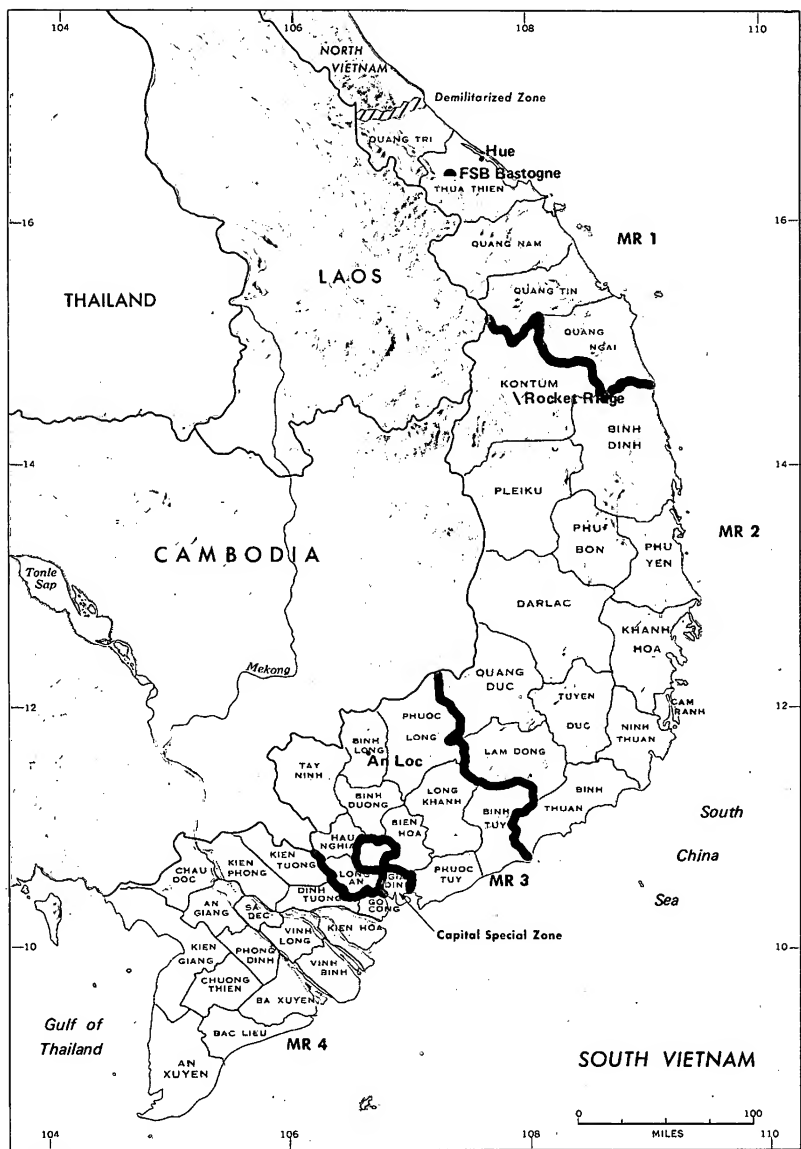 104
106
108
110
NORTH
VIETNAM
Demilitarized Zone
QUANG TRI
Hue
FSB Bastogne
THUA THIEN
16
16
QUANG NAM
MR 1
LAOS
THAILAND
QUANG TIN
QUANG
NGAI
KONTUM
Rocket Ridge
BINH
DINH
14
14
PLEIKU
MR 2
PHU
BON
PHU
YEN
CAMBODIA
Tonle
Sap
DARLAC
KHANH
HOA
Mekong
QUANG
DUC
TUYEN
DUC
CAM
RANH
12
12
PHUOC
LONG
NINH
THUAN
BINH
LONG
An Loc
LAM DONG
TAY
NINH
BINH
DUONG
LONG
KHANH
BINH
THUAN
BIEN
HOA
BINH
TUY
South
China
Sea
HAU
NGHIA
KIEN
TUONG
LONG
AN
GIA
DINH
PHUOC
TUY
MR 3
CHAU
DOC
KIEN
PHONG
DINH
TUONG
GO
CONG
AN
GIANG
SA
DEC
Capital Special Zone
10
10
VINH
LONG
KIEN HOA
KIEN
GIANG
PHONG
DINH
VINH
BINH
CHUONG
THIEN
BA XUYEN
Gulf of
Thailand
BAC LIEU
MR 4
AN
XUYEN
SOUTH VIETNAM
0
100
MILES
104
106
108
110